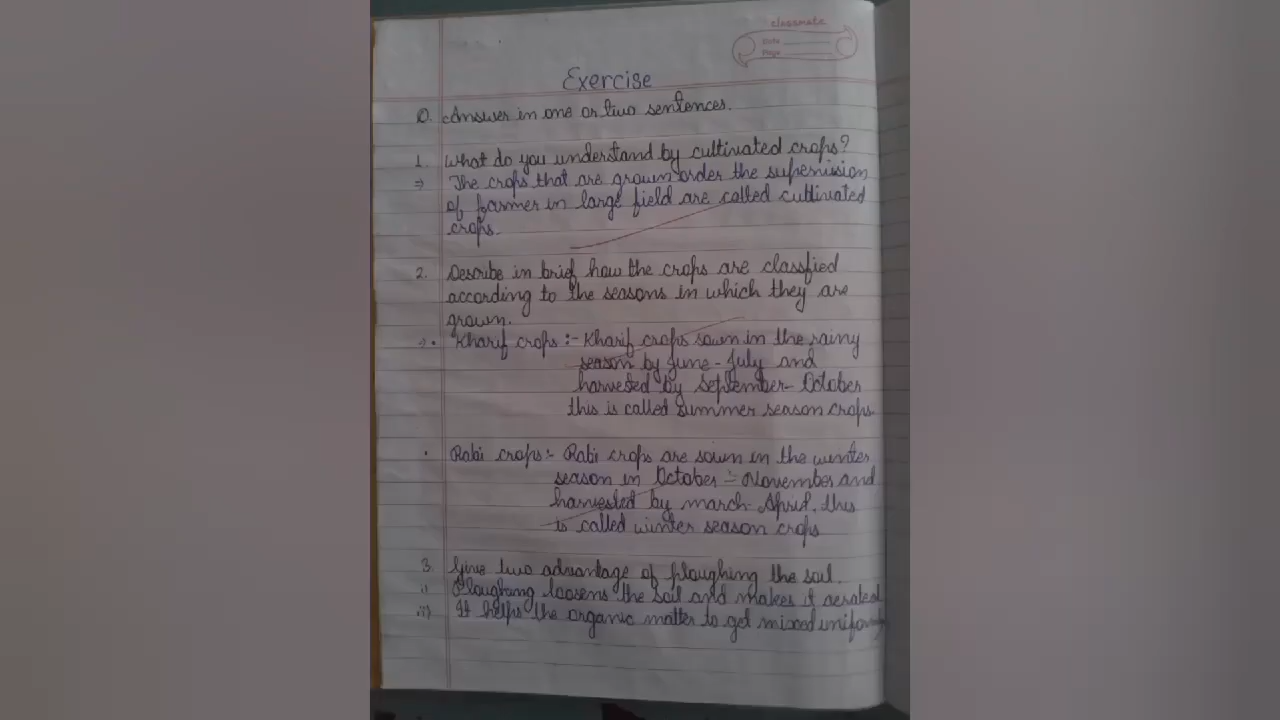 classmate
Date
Page
Exercise
Q. Answer in one or two sentences.
1. What do you understand by cultivated crops?
⇒ The crops that are grown order the supermission
of farmer in large field are called cultivated
crops.
2. Describe in brief how the crops are classfied
according to the seasons in which they are
grown.
• Kharif crops :- Kharif crops sown in the rainy
season by June - July and
harvested by September- October
this is called summer season crops.
• Rabi crops:- Rabi crops are sown in the winter
season in October - November and
harvested by march- April, this
is called winter season crops
3. Give two advantage of ploughing the soil.
i) Ploughing loosens the soil and makes it aerated
ii) It helps the organic matter to get mixed uniformly